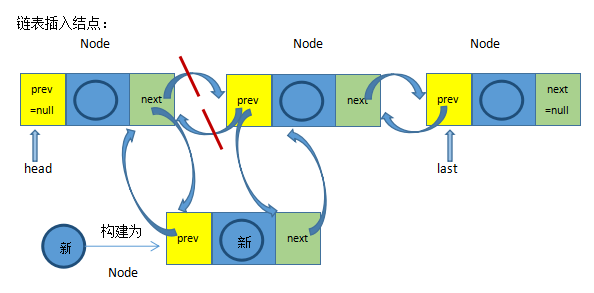 链表插入结点：
Node Node Node
prev =null next prev next prev next =null
head last
新 构建为 Node prev 新 next